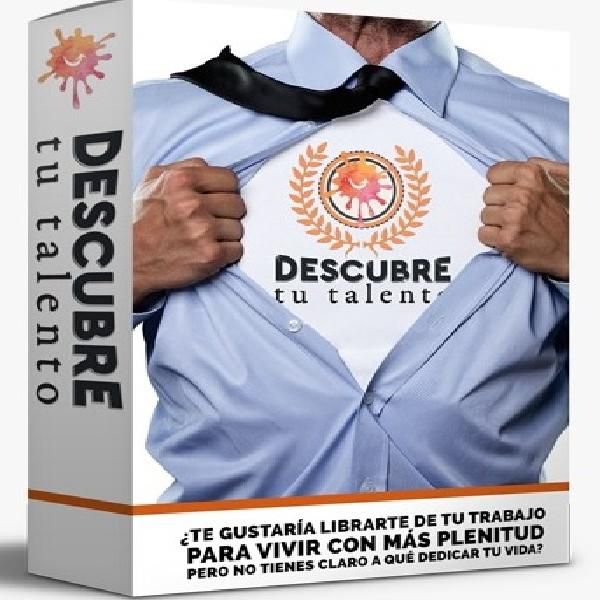 DESCUBRE
tu talento
DESCUBRE
tu talento
¿TE GUSTARÍA LIBRARTE DE TU TRABAJO
PARA VIVIR CON MÁS PLENITUD
PERO NO TIENES CLARO A QUÉ DEDICAR TU VIDA?